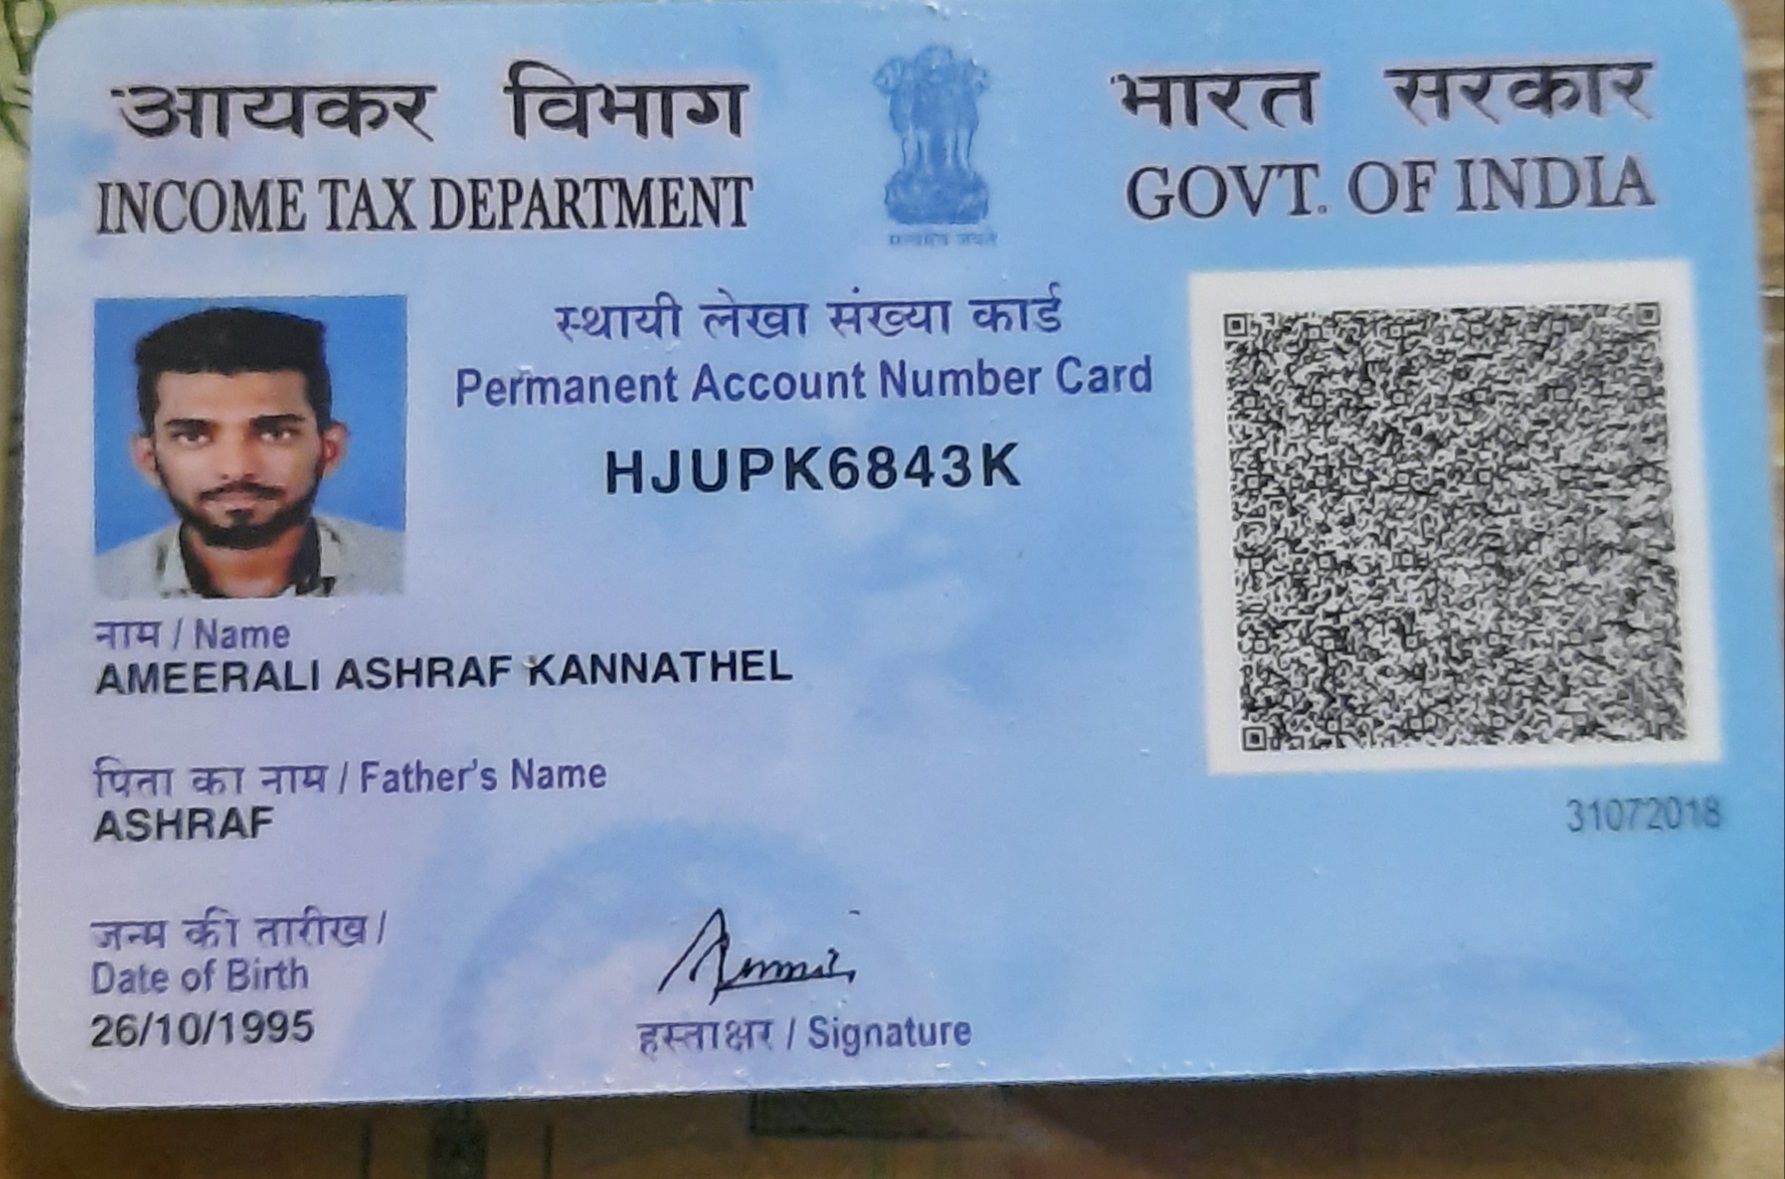 आयकर विभाग
INCOME TAX DEPARTMENT
भारत सरकार
GOVT. OF INDIA
सत्यमेव जयते
स्थायी लेखा संख्या कार्ड
Permanent Account Number Card
HJUPK6843K
नाम / Name
AMEERALI ASHRAF KANNATHEL
पिता का नाम / Father's Name
ASHRAF
31072018
जन्म की तारीख /
Date of Birth
26/10/1995
हस्ताक्षर / Signature